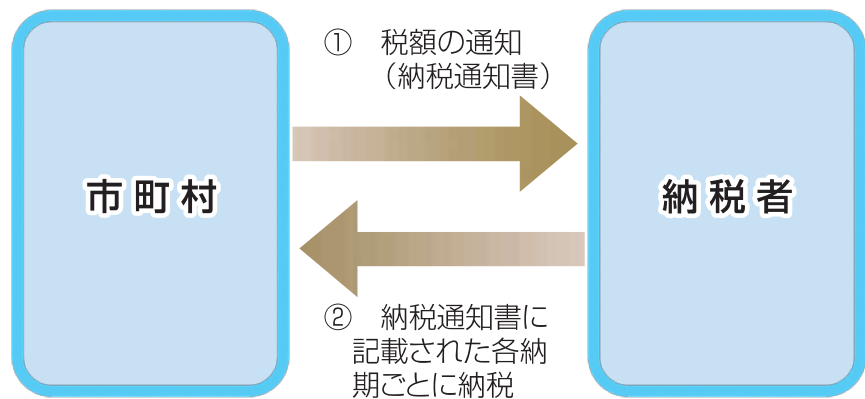 ① 税額の通知
（納税通知書）
市町村
納税者
② 納税通知書に
記載された各納
期ごとに納税